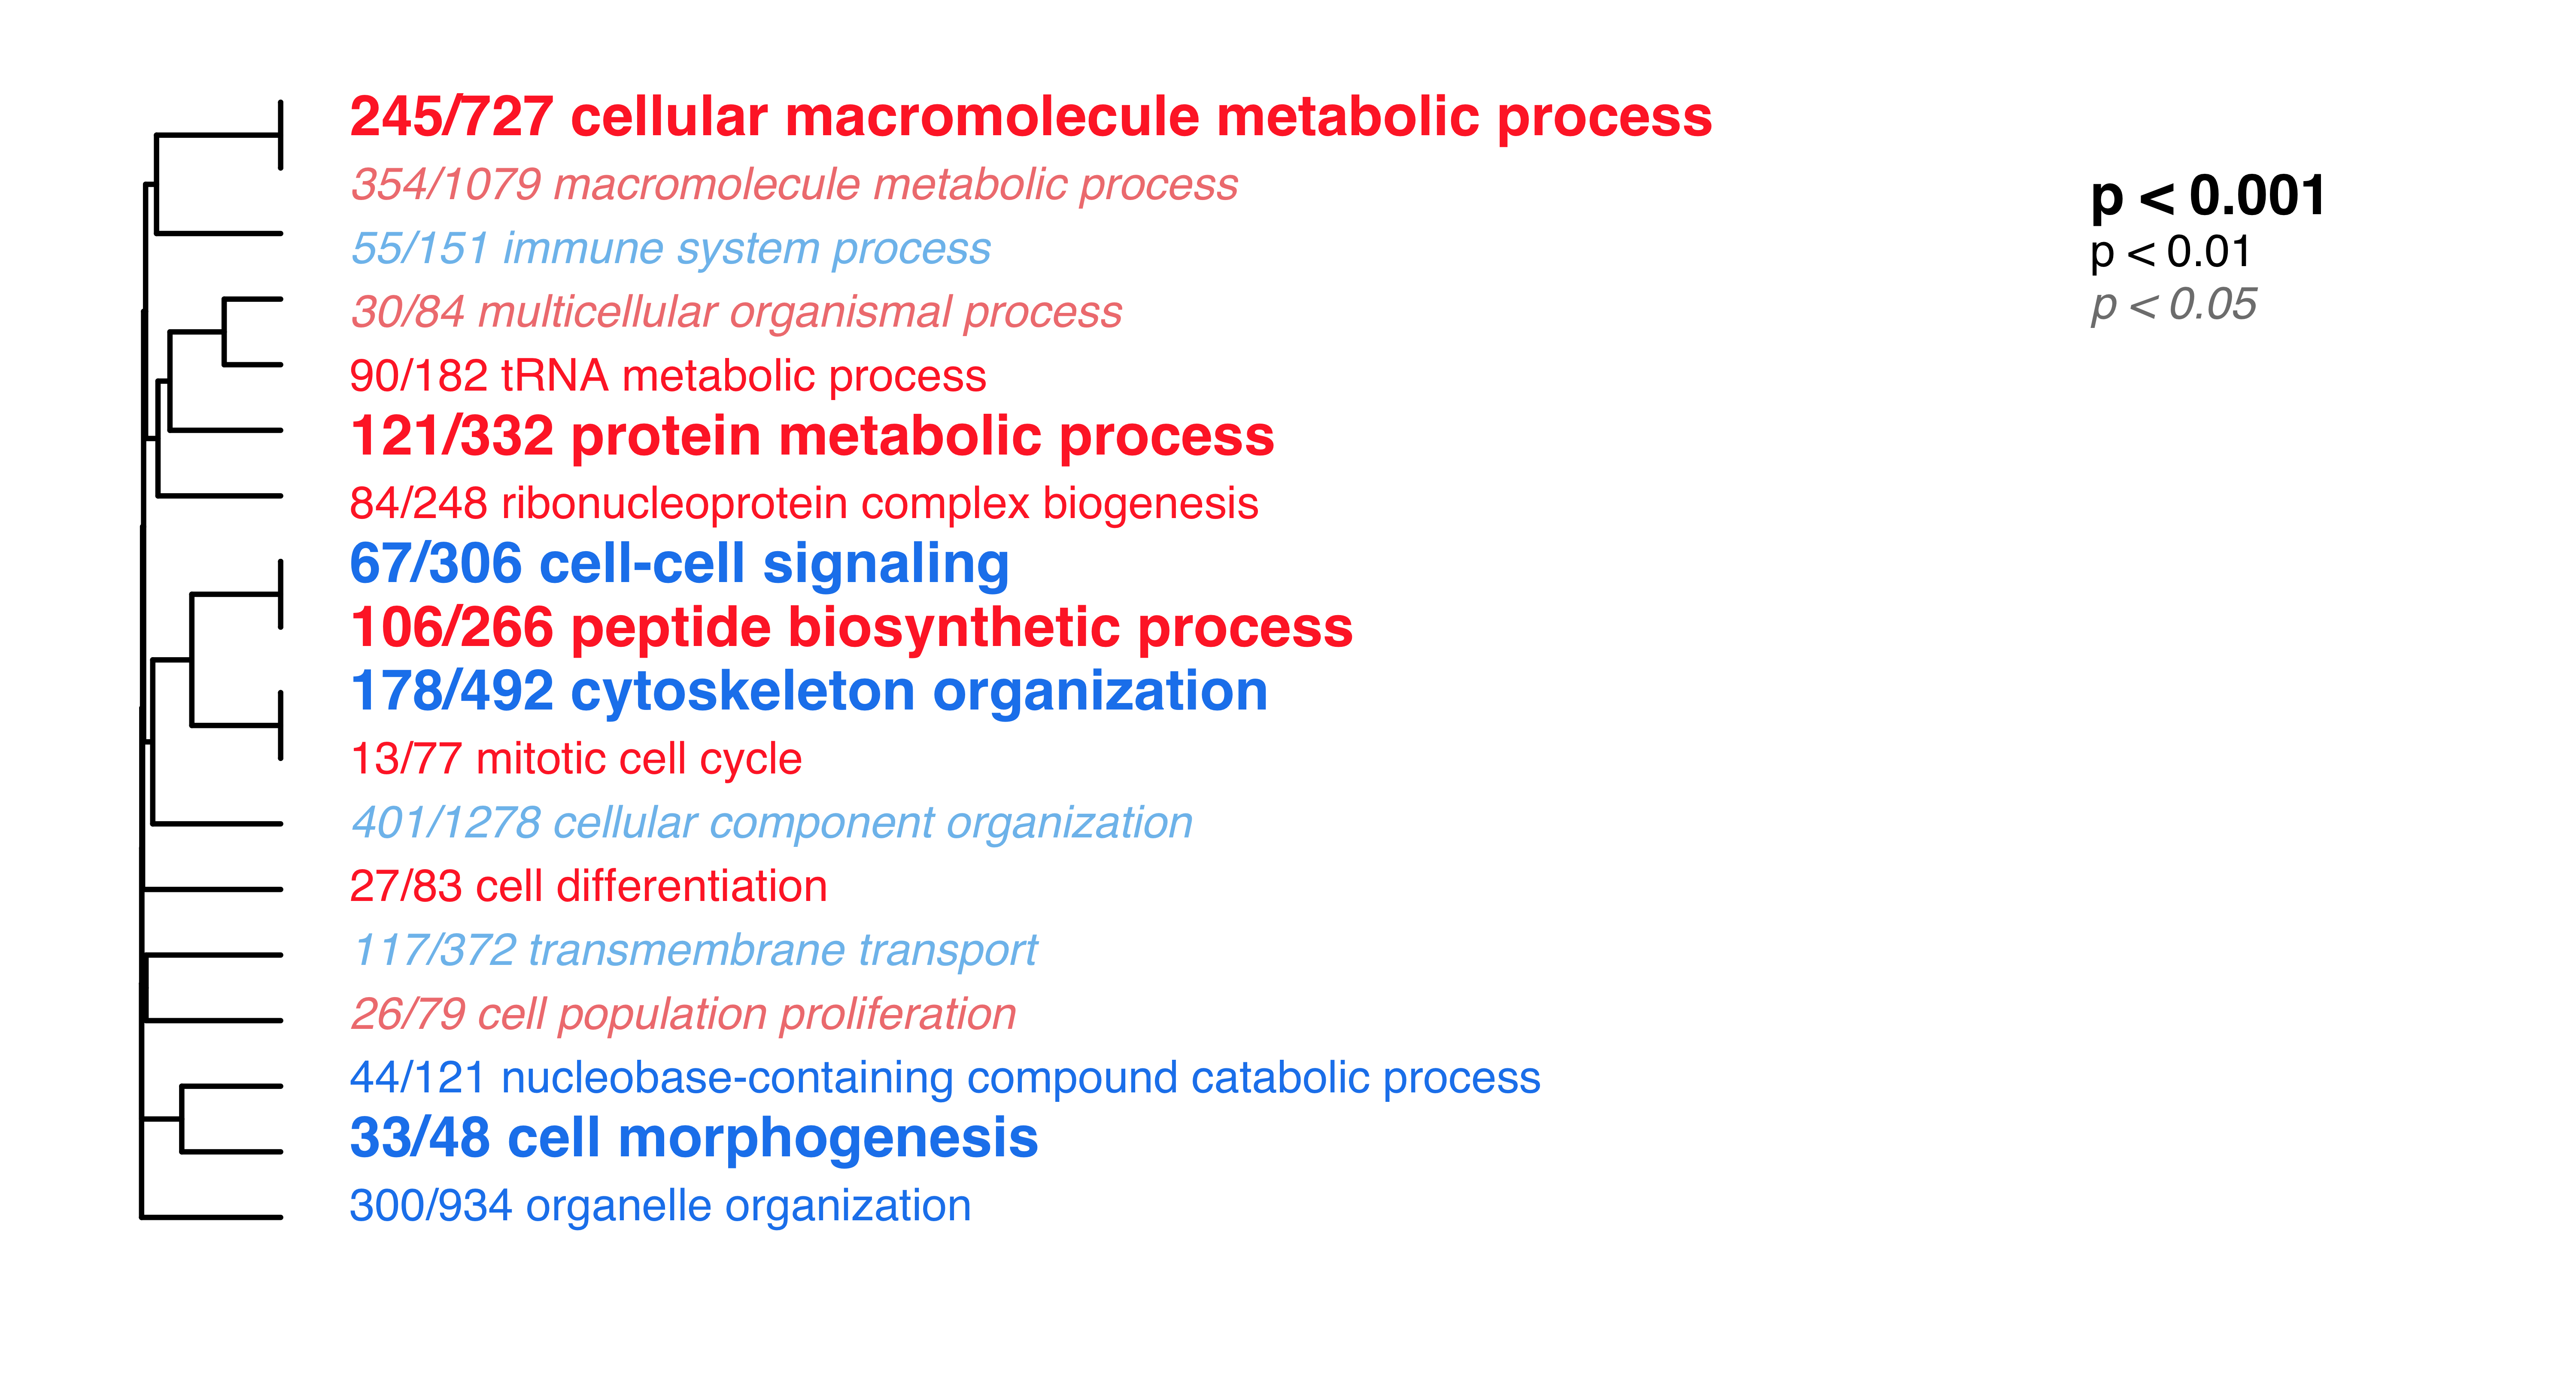 245/727 cellular macromolecule metabolic process
354/1079 macromolecule metabolic process
55/151 immune system process
30/84 multicellular organismal process
90/182 tRNA metabolic process
121/332 protein metabolic process
84/248 ribonucleoprotein complex biogenesis
67/306 cell-cell signaling
106/266 peptide biosynthetic process
178/492 cytoskeleton organization
13/77 mitotic cell cycle
401/1278 cellular component organization
27/83 cell differentiation
117/372 transmembrane transport
26/79 cell population proliferation
44/121 nucleobase-containing compound catabolic process
33/48 cell morphogenesis
300/934 organelle organization
p < 0.001
p < 0.01
p < 0.05